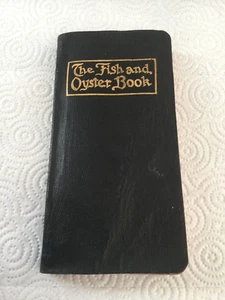 The Fish and
Oyster Book